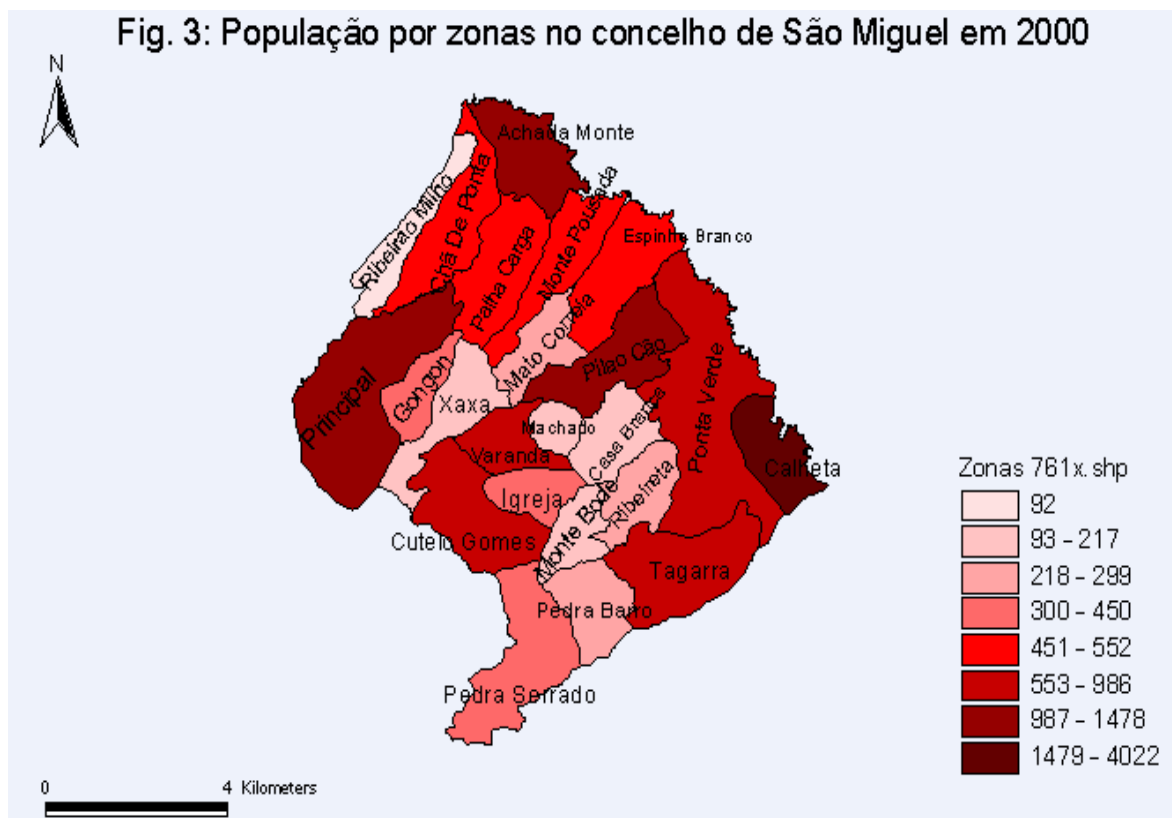 Fig. 3: População por zonas no concelho de São Miguel em 2000
N
Achada Monte
Ribeirao Milho
Chã De Ponta
Palha Carga
Monte Pousada
Espinho Branco
Mato Correia
Pilao Cão
Principal
Gongon
Xaxa
Machado
Casa Branca
Ponta Verde
Varanda
Calheta
Igreja
Ribeireta
Monte Bode
Cutelo Gomes
Tagarra
Pedra Barro
Pedra Serrado
Zonas 761x.shp
92
93 - 217
218 - 299
300 - 450
451 - 552
553 - 986
987 - 1478
1479 - 4022
0 4 Kilometers